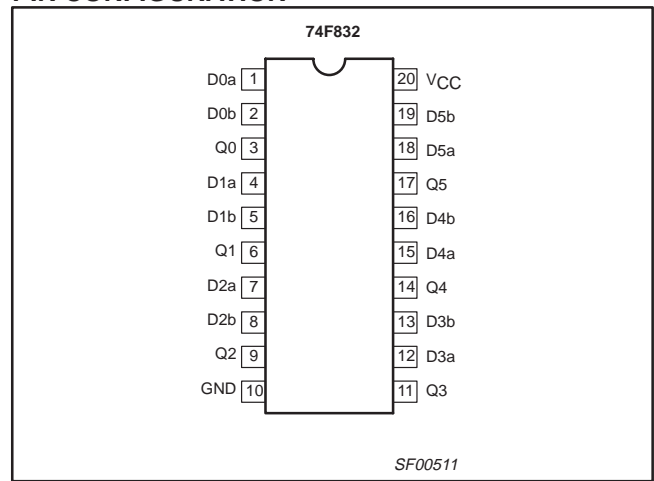 74F832
D0a 1 20 VCC
D0b 2 19 D5b
Q0 3 18 D5a
D1a 4 17 Q5
D1b 5 16 D4b
Q1 6 15 D4a
D2a 7 14 Q4
D2b 8 13 D3b
Q2 9 12 D3a
GND 10 11 Q3
SF00511